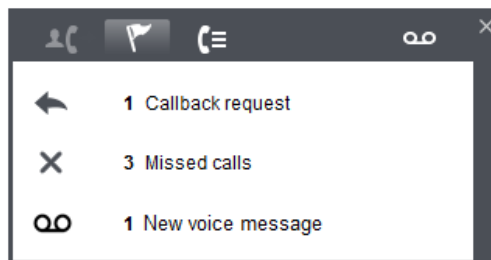 1 Callback request
3 Missed calls
1 New voice message